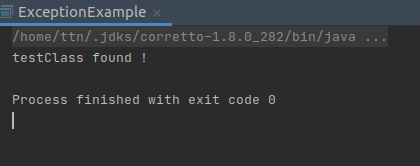 ExceptionExample
/home/ttn/.jdks/corretto-1.8.0_282/bin/java ...
testClass found !
Process finished with exit code 0